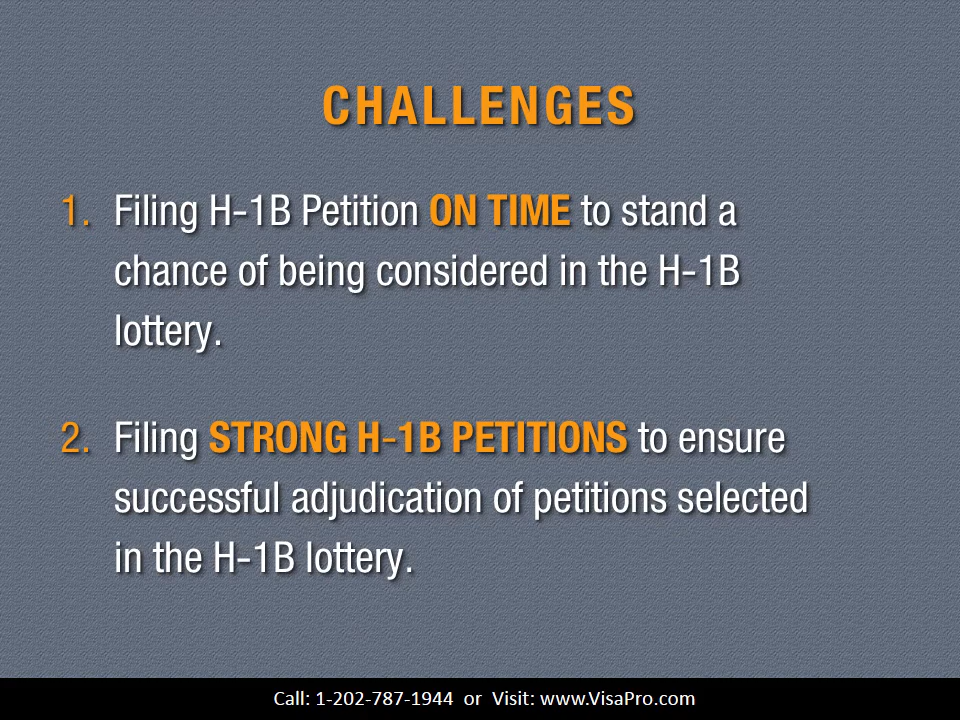 CHALLENGES
1. Filing H-1B Petition ON TIME to stand a
chance of being considered in the H-1B
lottery.
2. Filing STRONG H-1B PETITIONS to ensure
successful adjudication of petitions selected
in the H-1B lottery.
Call: 1-202-787-1944 or Visit: www.VisaPro.com